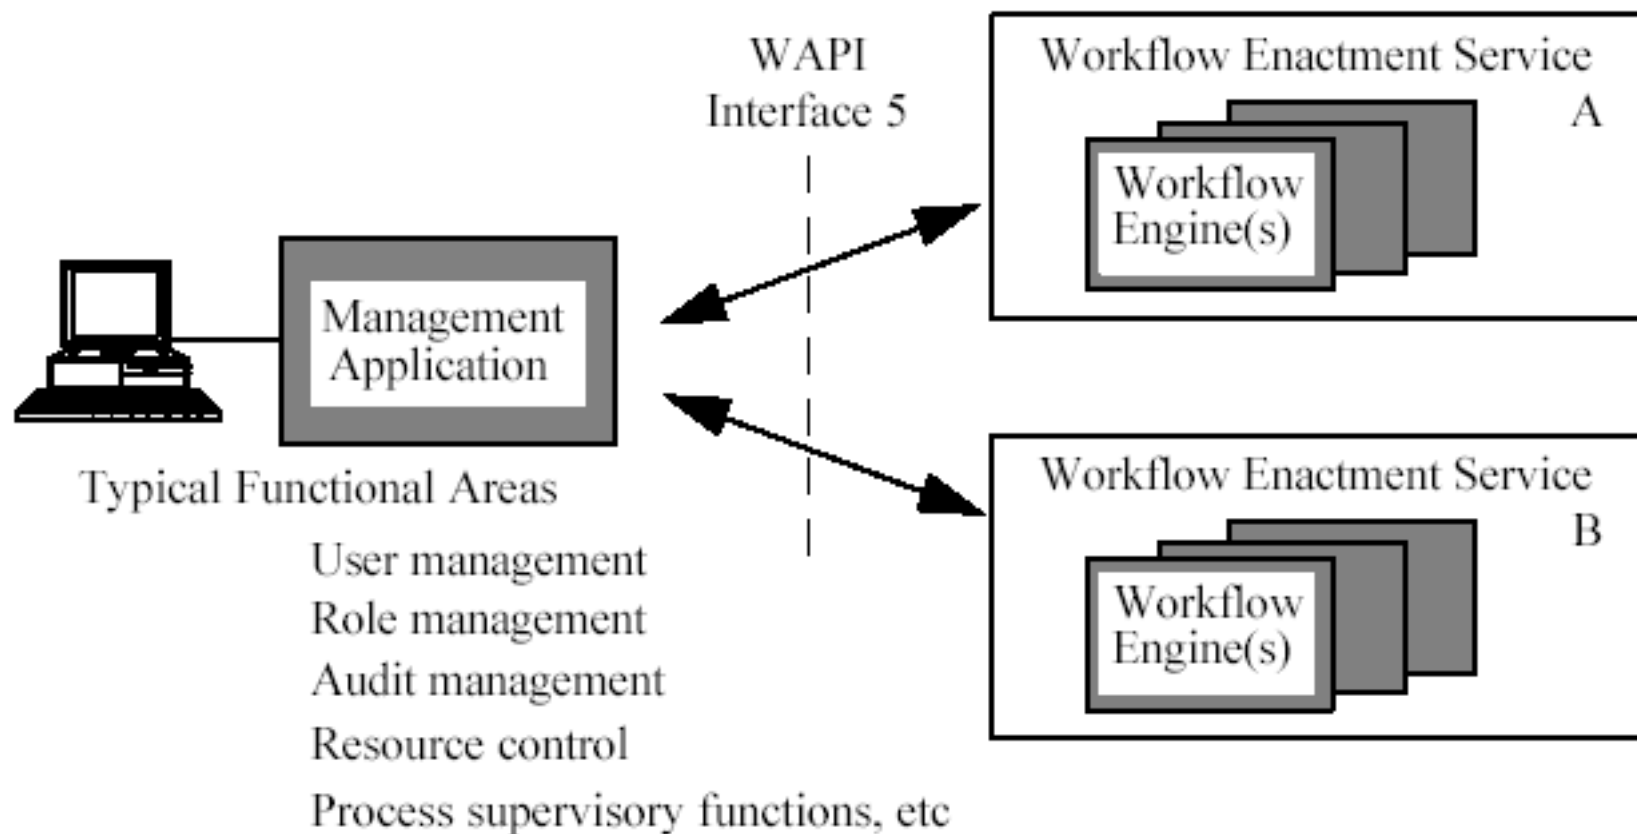 WAPI
Interface 5
Workflow Enactment Service
A
Workflow
Engine(s)
Management
Application
Typical Functional Areas
User management
Role management
Audit management
Resource control
Process supervisory functions, etc
Workflow Enactment Service
B
Workflow
Engine(s)